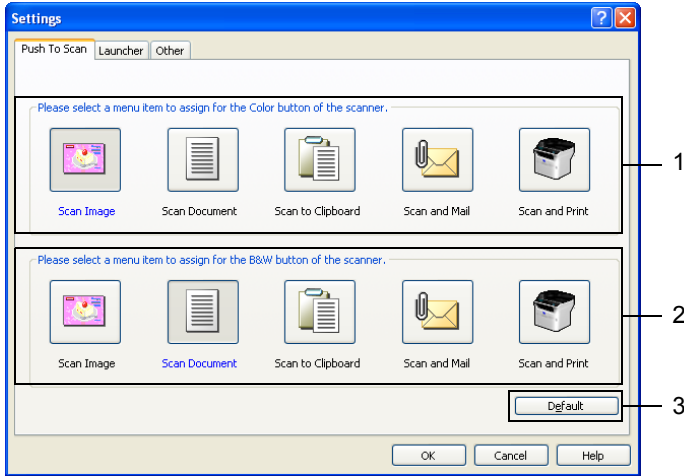 Settings
Push To Scan Launcher Other
Please select a menu item to assign for the Color button of the scanner.
Scan Image Scan Document Scan to Clipboard Scan and Mail Scan and Print
1
Please select a menu item to assign for the B&W button of the scanner.
Scan Image Scan Document Scan to Clipboard Scan and Mail Scan and Print
2
Default
3
OK Cancel Help